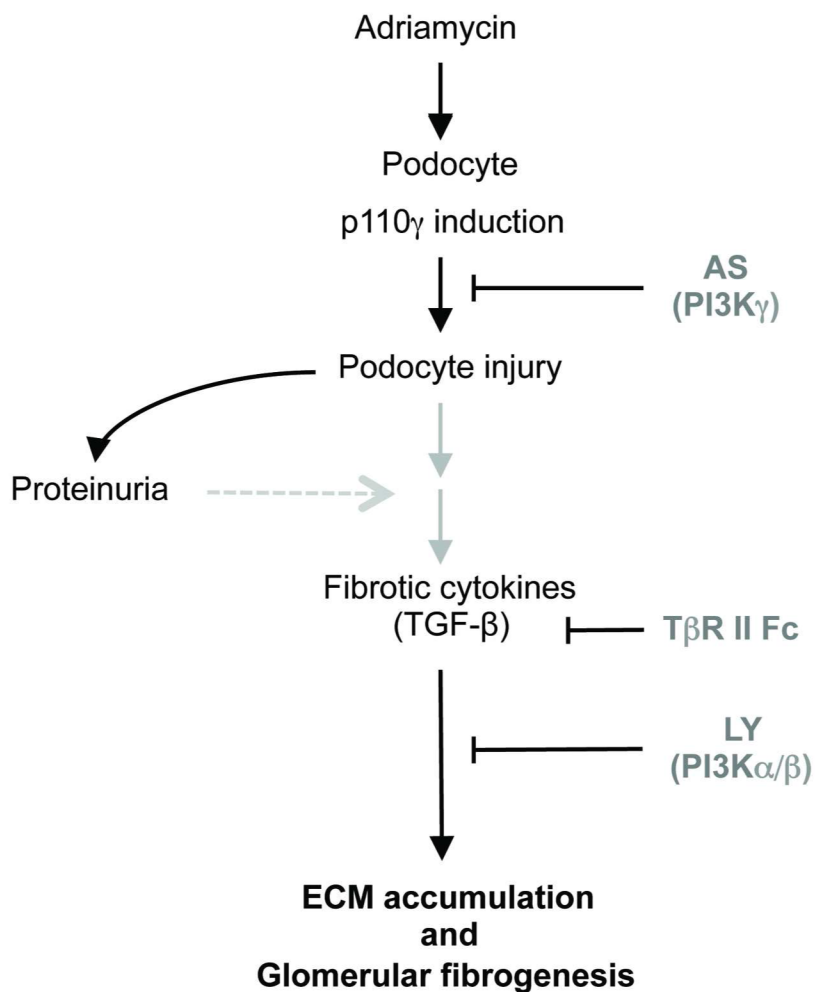 Adriamycin
Podocyte
p110γ induction
AS
(PI3Kγ)
Podocyte injury
Proteinuria
Fibrotic cytokines
(TGF-β)
TβR II Fc
LY
(PI3Kα/β)
ECM accumulation
and
Glomerular fibrogenesis